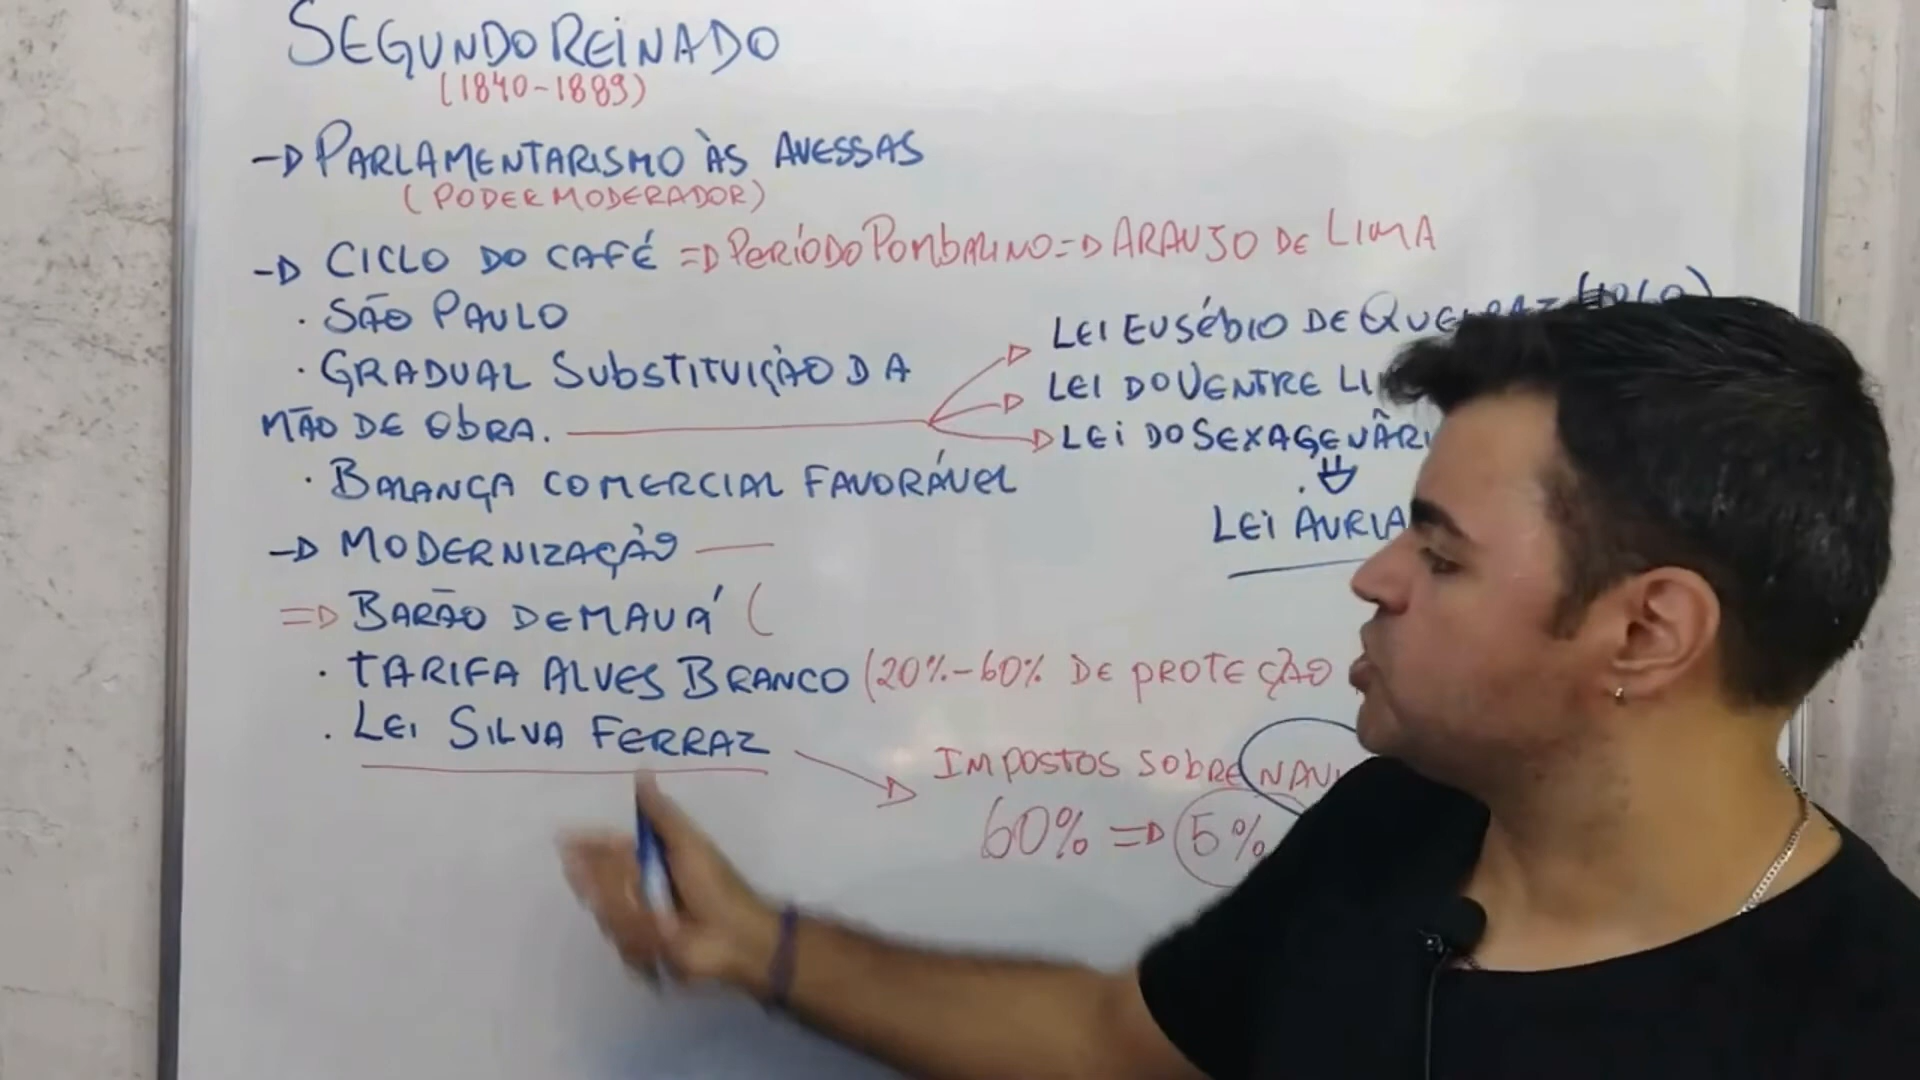 SEGUNDO REINADO
(1840-1889)
PARLAMENTARISMO ÀS AVESSAS
(PODER MODERADOR)
CICLO DO CAFÉ => PERÍODO POMBALINO => ARAUJO DE LIMA
· SÃO PAULO
· GRADUAL SUBSTITUIÇÃO DA
MÃO DE OBRA.
LEI EUSÉBIO DE
LEI DO VENTRE
LEI DO
LEI
· BALANÇA COMERCIAL FAVORÁVEL
MODERNIZAÇÃO
=> BARÃO DE MAUÁ (
· TARIFA ALVES BRANCO (20%-60% DE PROTEÇÃO
· LEI SILVA FERRAZ
IMPOSTOS SOBRE
60% => 5%